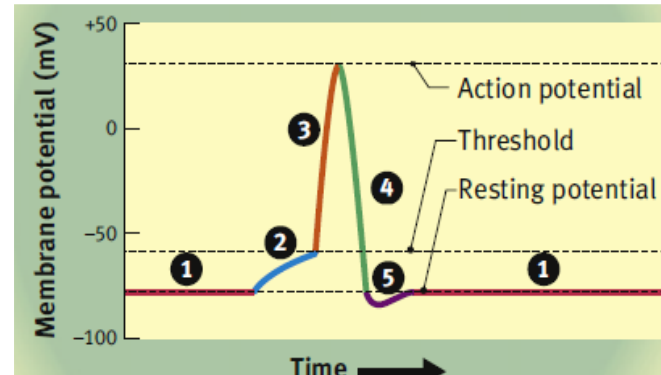 Membrane potential (mV)
+50
0
−50
−100
Action potential
Threshold
Resting potential
1
2
3
4
5
1
Time